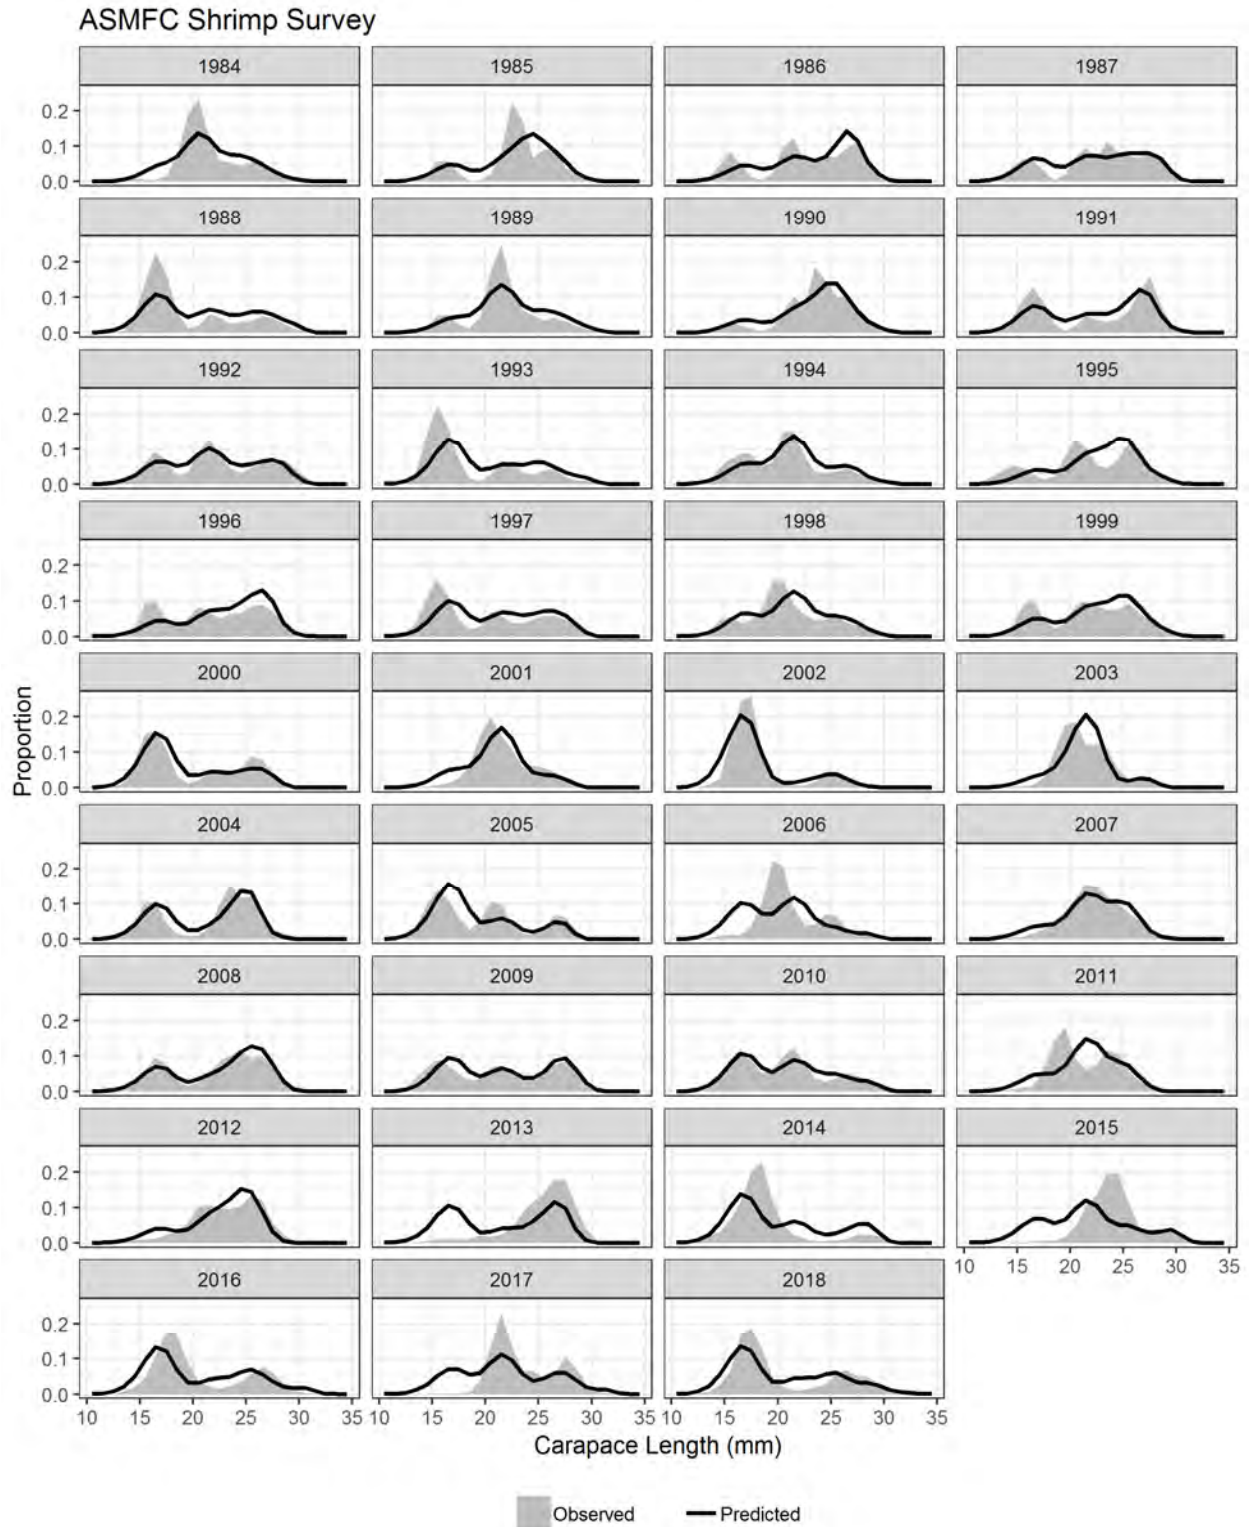 ASMFC Shrimp Survey
1984 1985 1986 1987
0.2
0.1
0.0
1988 1989 1990 1991
0.2
0.1
0.0
1992 1993 1994 1995
0.2
0.1
0.0
1996 1997 1998 1999
0.2
0.1
0.0
2000 2001 2002 2003
0.2
0.1
0.0
Proportion
2004 2005 2006 2007
0.2
0.1
0.0
2008 2009 2010 2011
0.2
0.1
0.0
2012 2013 2014 2015
0.2
0.1
0.0
10 15 20 25 30 35
2016 2017 2018
0.2
0.1
0.0
10 15 20 25 30 35 10 15 20 25 30 35 10 15 20 25 30 35
Carapace Length (mm)
Observed Predicted